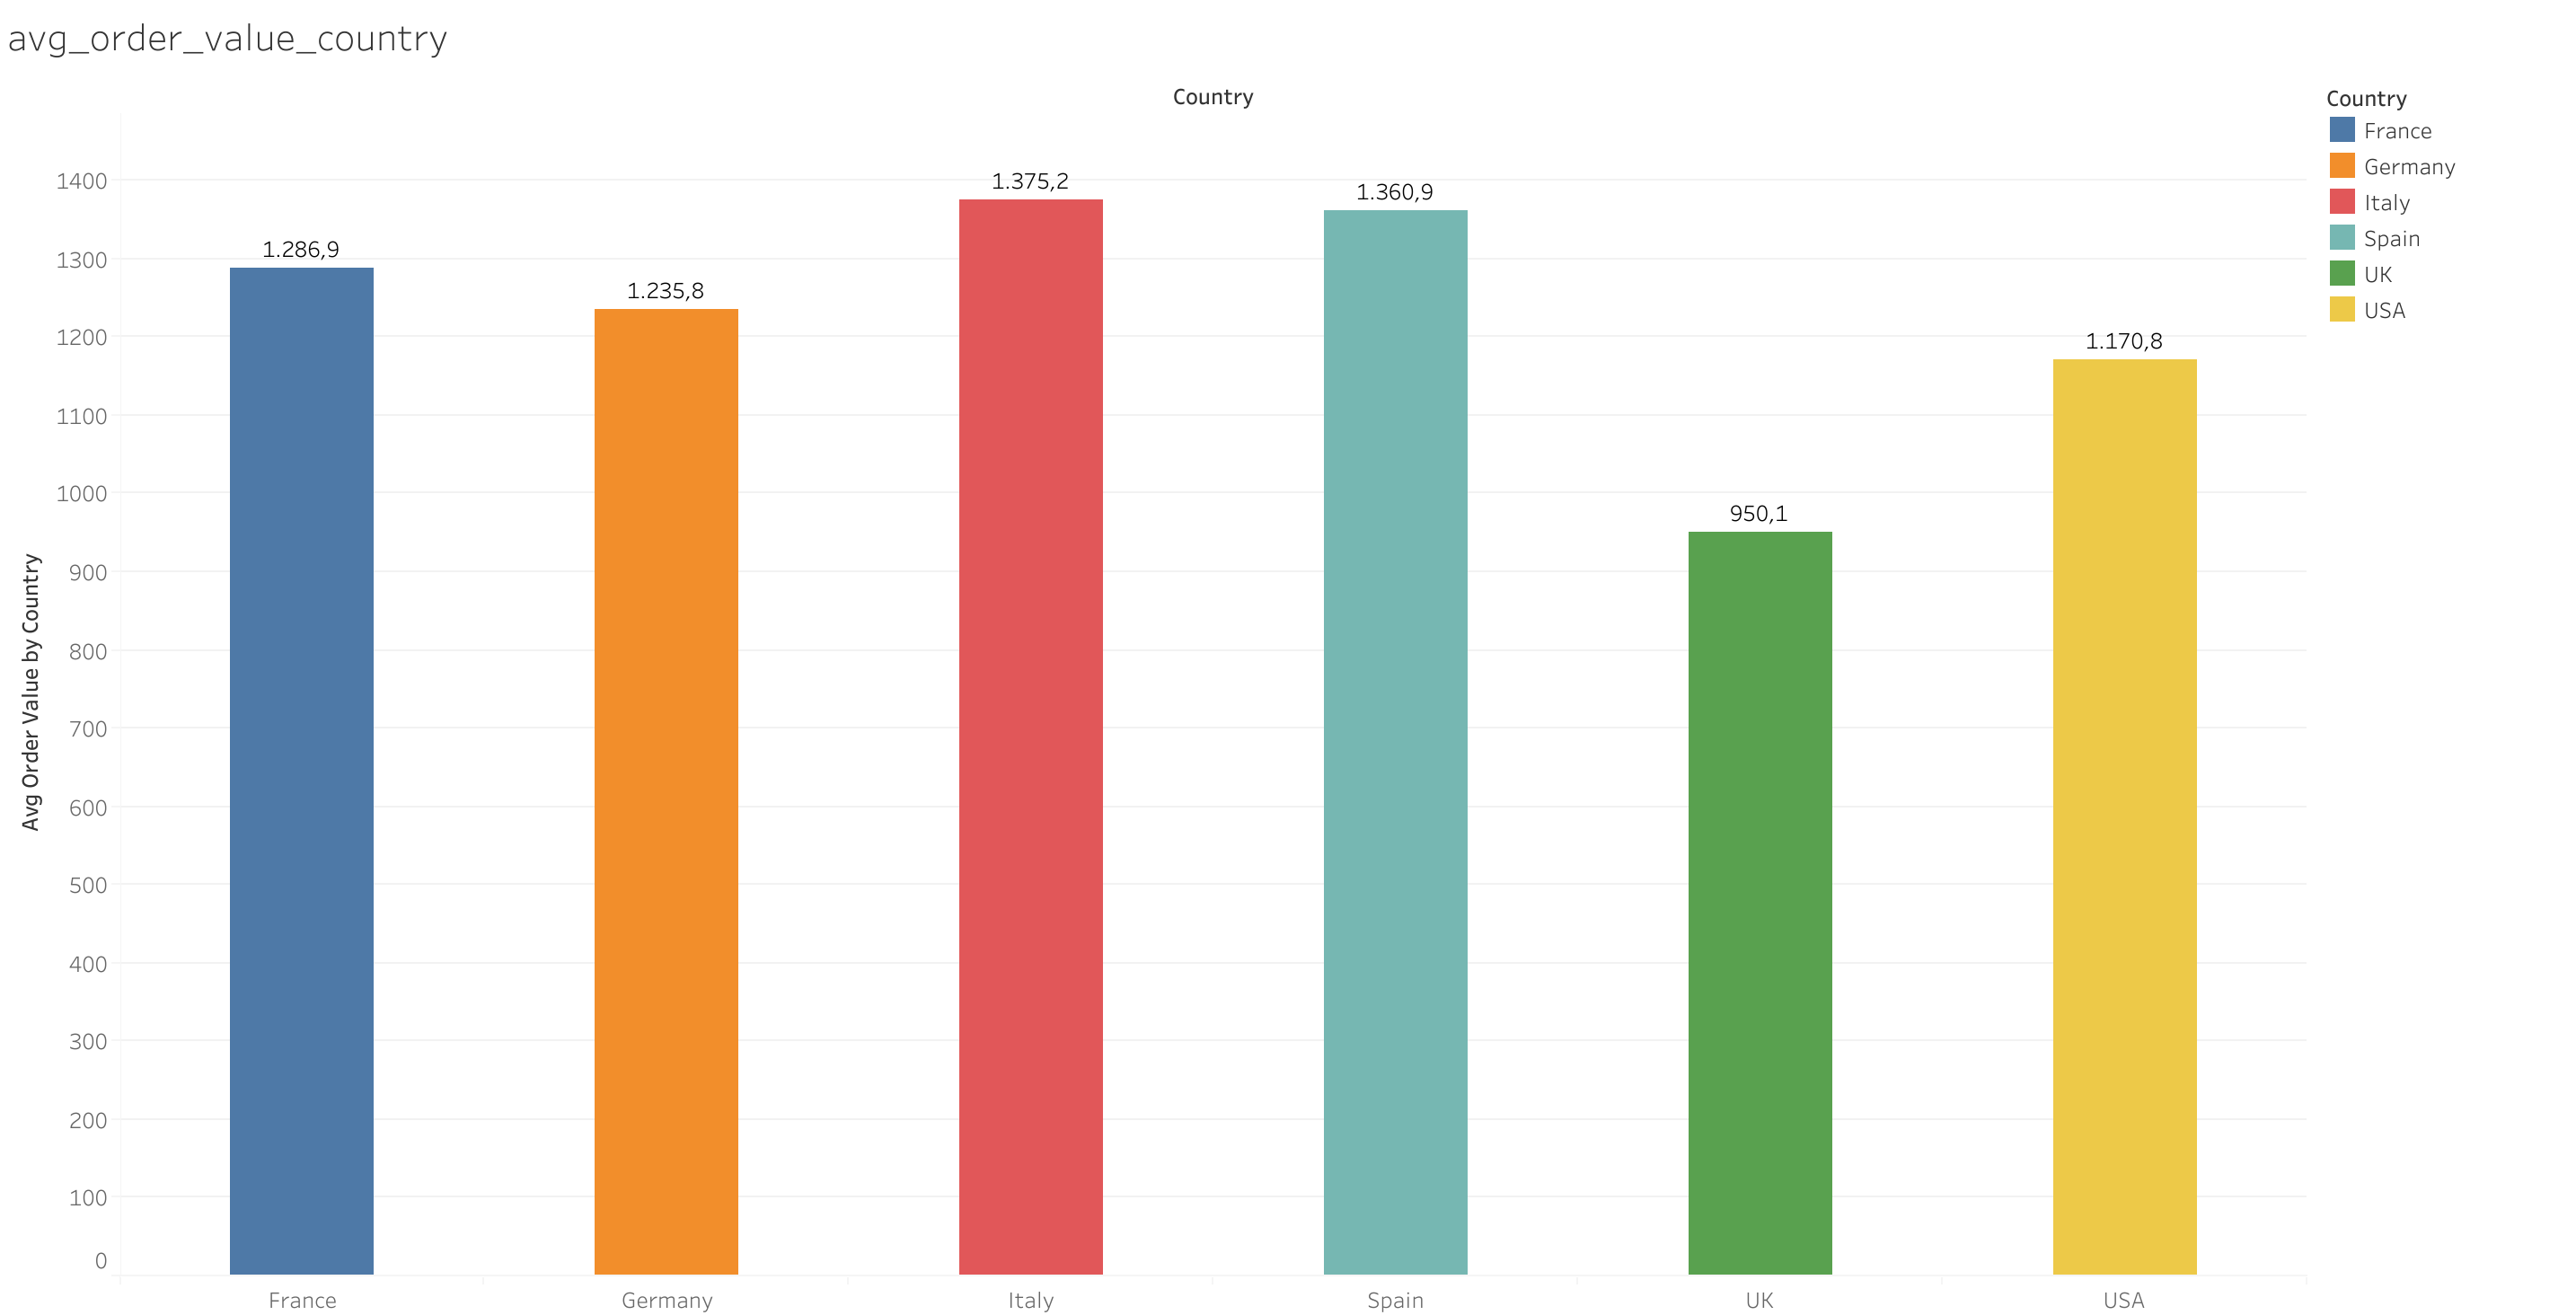 avg_order_value_country
Country
Avg Order Value by Country
1400
1300
1200
1100
1000
900
800
700
600
500
400
300
200
100
0
1.286,9
1.235,8
1.375,2
1.360,9
950,1
1.170,8
France
Germany
Italy
Spain
UK
USA
Country
France
Germany
Italy
Spain
UK
USA